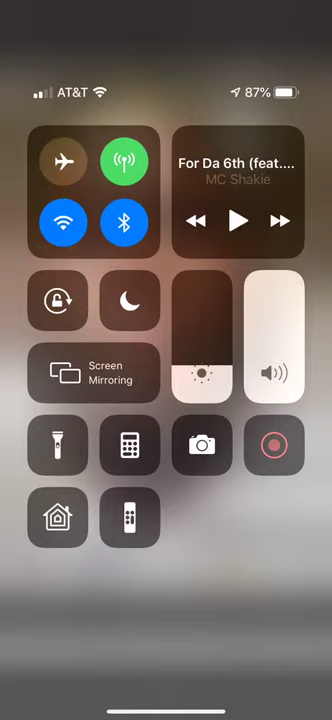 AT&T
87%
For Da 6th (feat....
MC Shakie
Screen
Mirroring